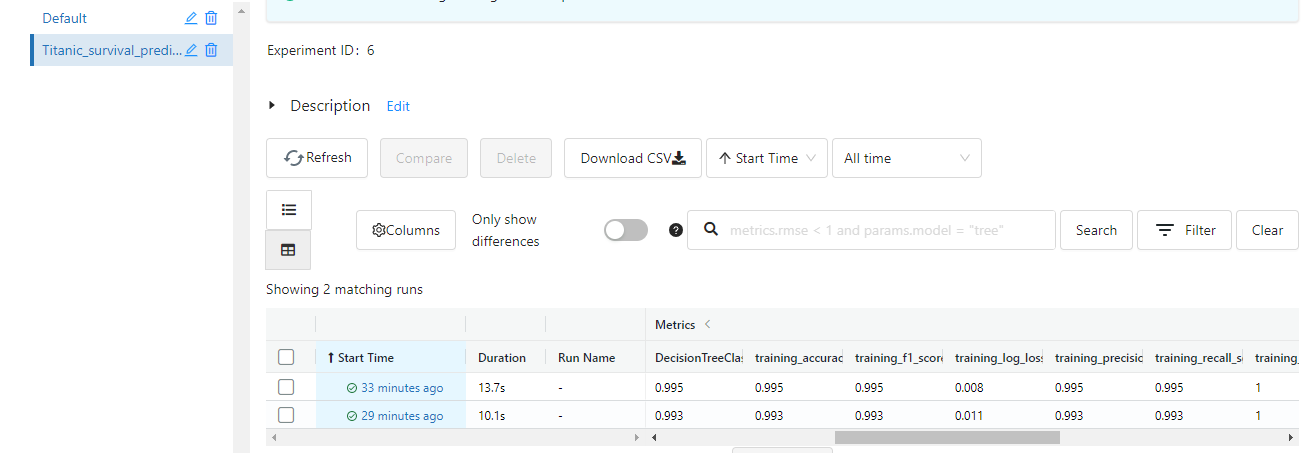 Default
Titanic_survival_predi...
Experiment ID: 6
Description Edit
Refresh Compare Delete Download CSV Start Time All time
Columns Only show differences metrics.rmse < 1 and params.model = "tree" Search Filter Clear
Showing 2 matching runs
Metrics
Start Time Duration Run Name DecisionTreeClas training_accurac training_f1_score training_log_loss training_precisio training_recall_sc training_
33 minutes ago 13.7s - 0.995 0.995 0.995 0.008 0.995 0.995 1
29 minutes ago 10.1s - 0.993 0.993 0.993 0.011 0.993 0.993 1